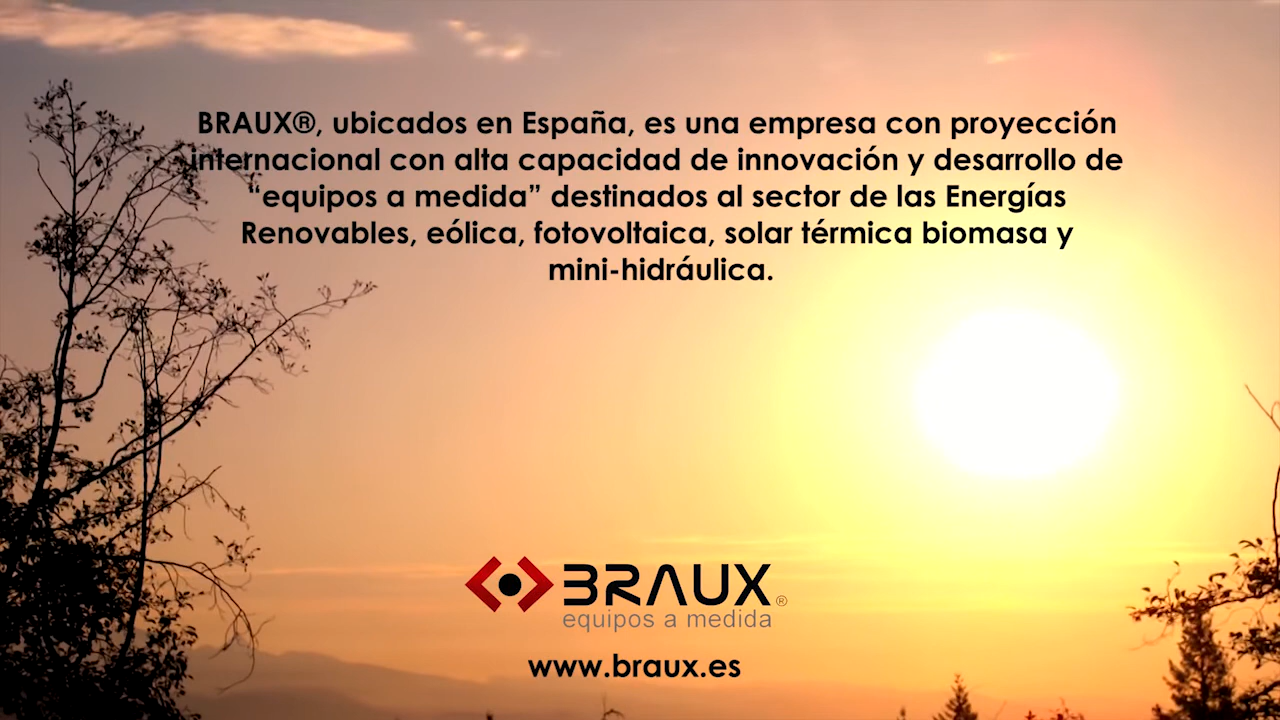 BRAUX®, ubicados en España, es una empresa con proyección
internacional con alta capacidad de innovación y desarrollo de
“equipos a medida” destinados al sector de las Energías
Renovables, eólica, fotovoltaica, solar térmica biomasa y
mini-hidráulica.
BRAUX®
equipos a medida
www.braux.es